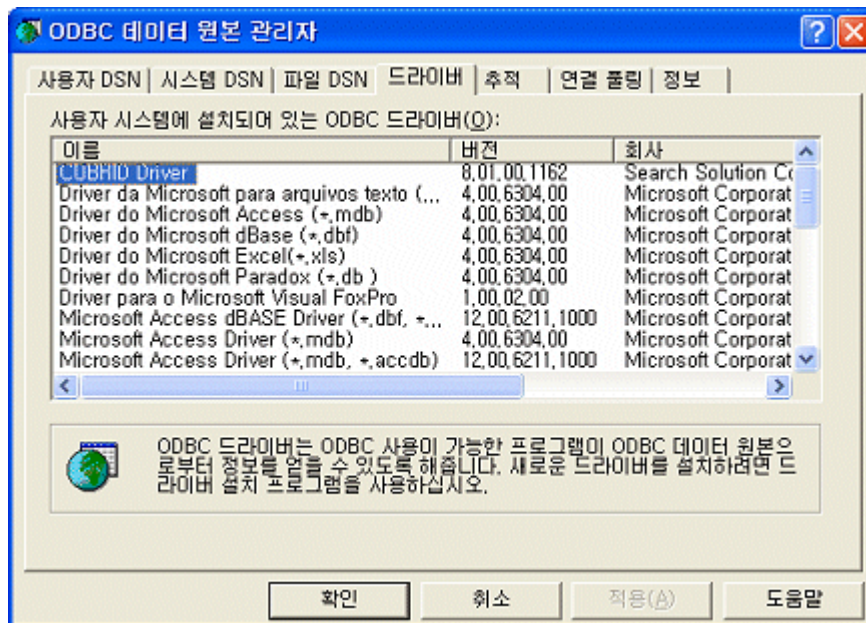 ODBC 데이터 원본 관리자
사용자 DSN 시스템 DSN 파일 DSN 드라이버 추적 연결 풀링 정보
사용자 시스템에 설치되어 있는 ODBC 드라이버(O):
이름 버전 회사
CUBRID Driver 8,01,00,1162 Search Solution Co
Driver da Microsoft para arquivos texto (,,, 4,00,6304,00 Microsoft Corporat
Driver do Microsoft Access (*,mdb) 4,00,6304,00 Microsoft Corporat
Driver do Microsoft dBase (*,dbf) 4,00,6304,00 Microsoft Corporat
Driver do Microsoft Excel(*,xls) 4,00,6304,00 Microsoft Corporat
Driver do Microsoft Paradox (*,db ) 4,00,6304,00 Microsoft Corporat
Driver para o Microsoft Visual FoxPro 1,00,02,00 Microsoft Corporat
Microsoft Access dBASE Driver (*,dbf, *,,, 12,00,6211,1000 Microsoft Corporat
Microsoft Access Driver (*,mdb) 4,00,6304,00 Microsoft Corporat
Microsoft Access Driver (*,mdb, *,accdb) 12,00,6211,1000 Microsoft Corporat
ODBC 드라이버는 ODBC 사용이 가능한 프로그램이 ODBC 데이터 원본으
로부터 정보를 얻을 수 있도록 해줍니다. 새로운 드라이버를 설치하려면 드
라이버 설치 프로그램을 사용하십시오.
확인 취소 적용(A) 도움말